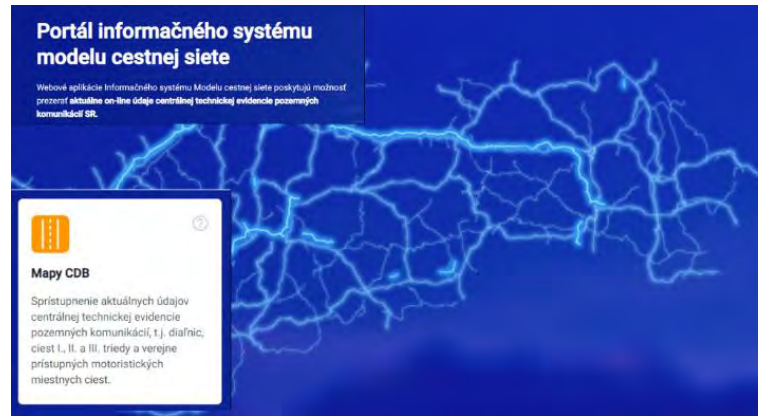 Portál informačného systému
modelu cestnej siete
Webové aplikácie Informačného systému Modelu cestnej siete poskytujú možnosť
prezerať aktuálne on-line údaje centrálnej technickej evidencie pozemných
komunikácií SR.
?
Mapy CDB
Sprístupnenie aktuálnych údajov
centrálnej technickej evidencie
pozemných komunikácií, t.j. diaľnic,
ciest I., II. a III. triedy a verejne
prístupných motoristických
miestnych ciest.